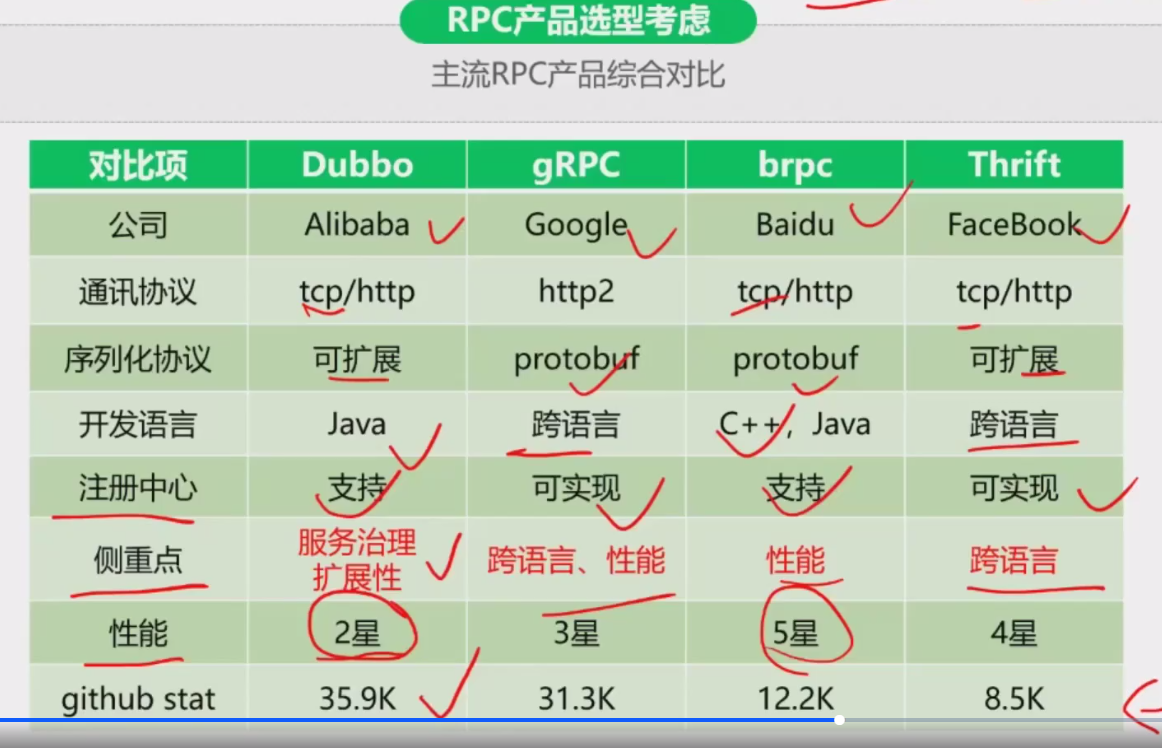 RPC产品选型考虑
主流RPC产品综合对比
对比项 Dubbo gRPC brpc Thrift
公司 Alibaba Google Baidu FaceBook
通讯协议 tcp/http http2 tcp/http tcp/http
序列化协议 可扩展 protobuf protobuf 可扩展
开发语言 Java 跨语言 C++，Java 跨语言
注册中心 支持 可实现 支持 可实现
侧重点 服务治理 扩展性 跨语言、性能 性能 跨语言
性能 2星 3星 5星 4星
github stat 35.9K 31.3K 12.2K 8.5K